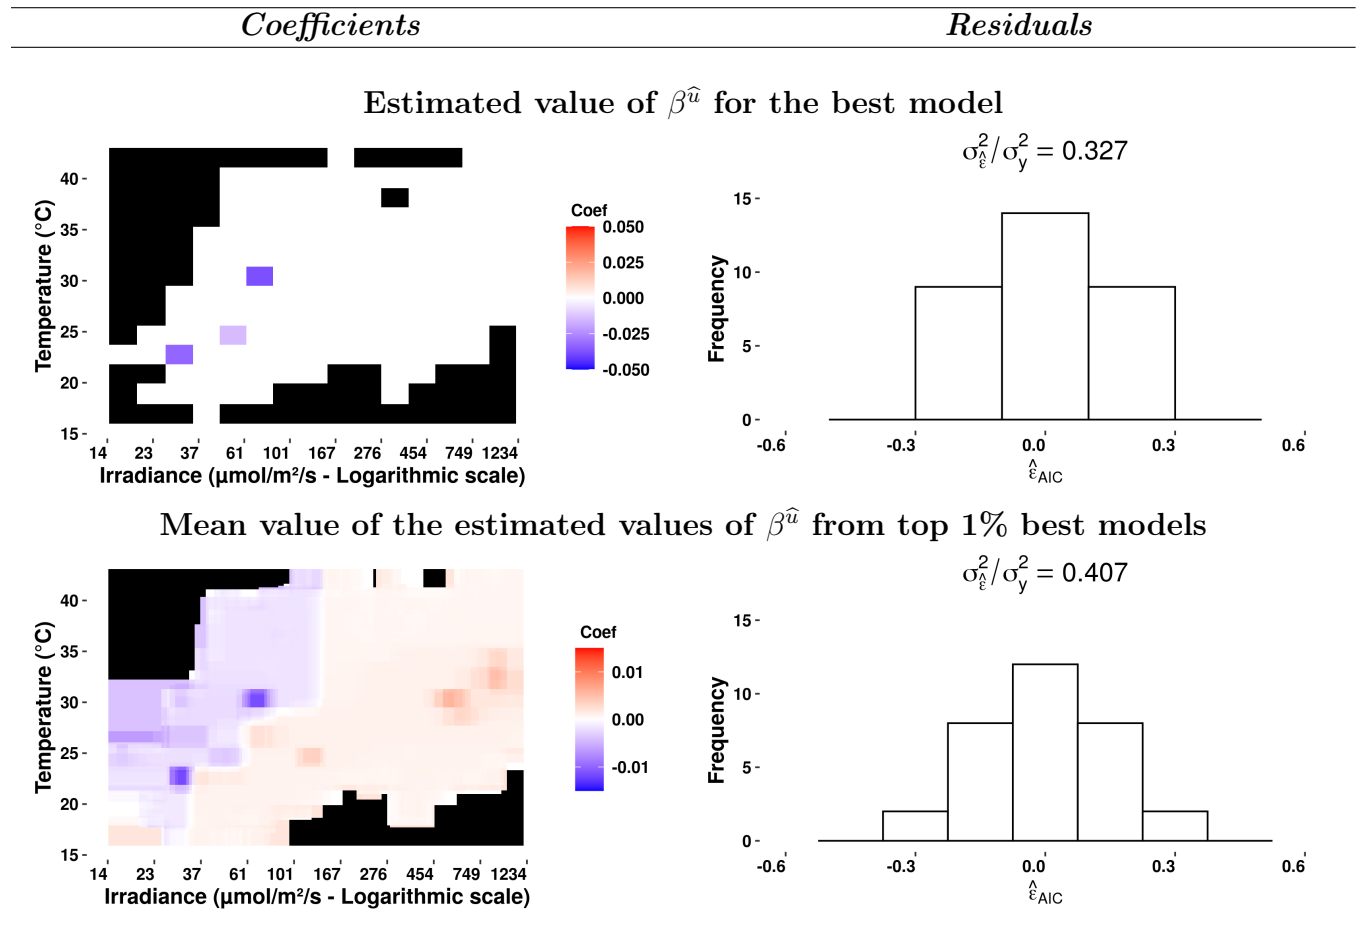 Coefficients Residuals
Estimated value of β^û for the best model
σ²_ε̂/σ²_y = 0.327
Coef
0.050
0.025
0.000
-0.025
-0.050
40
35
30
25
20
15
Temperature (°C)
14 23 37 61 101 167 276 454 749 1234
Irradiance (µmol/m²/s - Logarithmic scale)
15
10
5
0
Frequency
-0.6 -0.3 0.0 0.3 0.6
ε̂_AIC
Mean value of the estimated values of β^û from top 1% best models
σ²_ε̂/σ²_y = 0.407
Coef
0.01
0.00
-0.01
40
35
30
25
20
15
Temperature (°C)
14 23 37 61 101 167 276 454 749 1234
Irradiance (µmol/m²/s - Logarithmic scale)
15
10
5
0
Frequency
-0.6 -0.3 0.0 0.3 0.6
ε̂_AIC